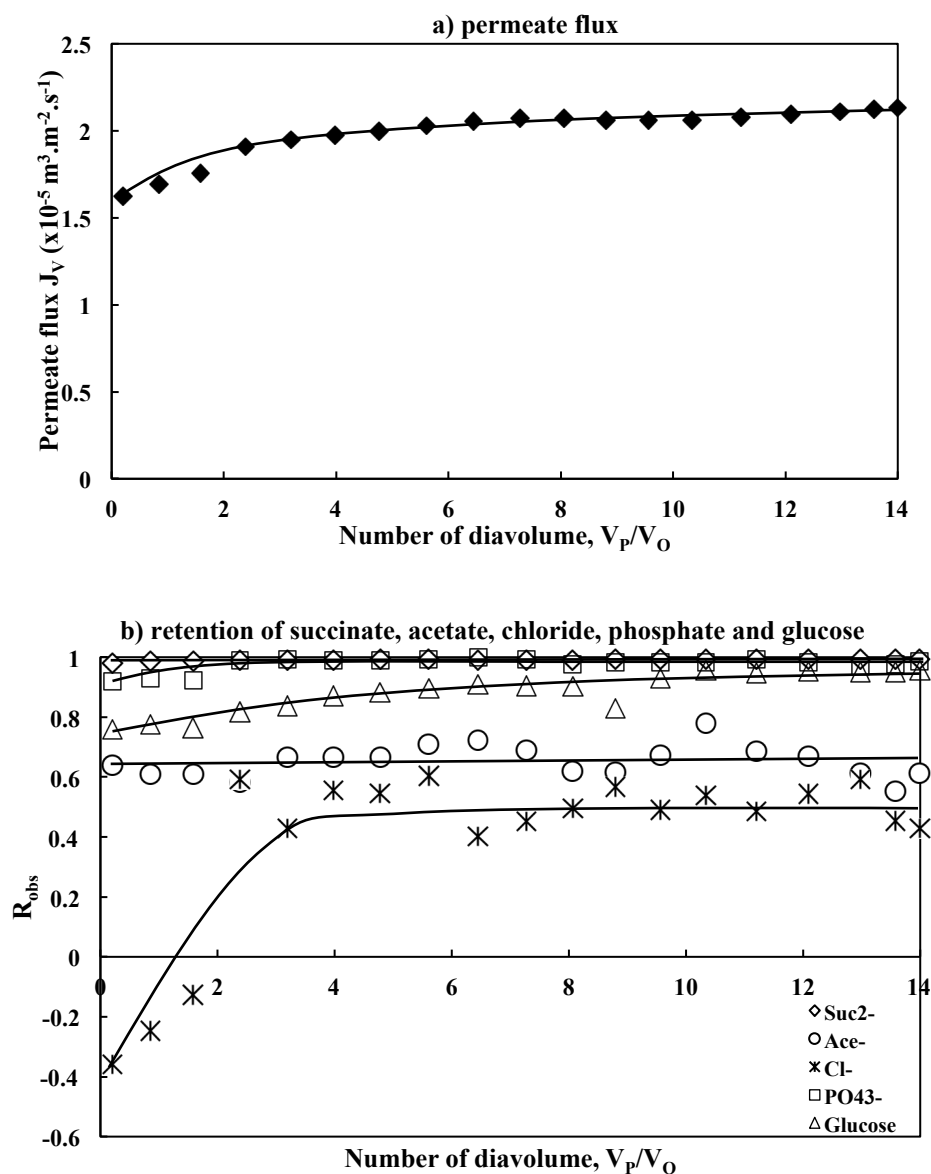 a) permeate flux
2.5
2
1.5
1
0.5
0
Permeate flux J_V (x10⁻⁵ m³.m⁻².s⁻¹)
0 2 4 6 8 10 12 14
Number of diavolume, V_P/V_O
b) retention of succinate, acetate, chloride, phosphate and glucose
1
0.8
0.6
0.4
0.2
0
-0.2
-0.4
-0.6
R_obs
0 2 4 6 8 10 12 14
Suc2-
Ace-
Cl-
PO43-
Glucose
Number of diavolume, V_P/V_O